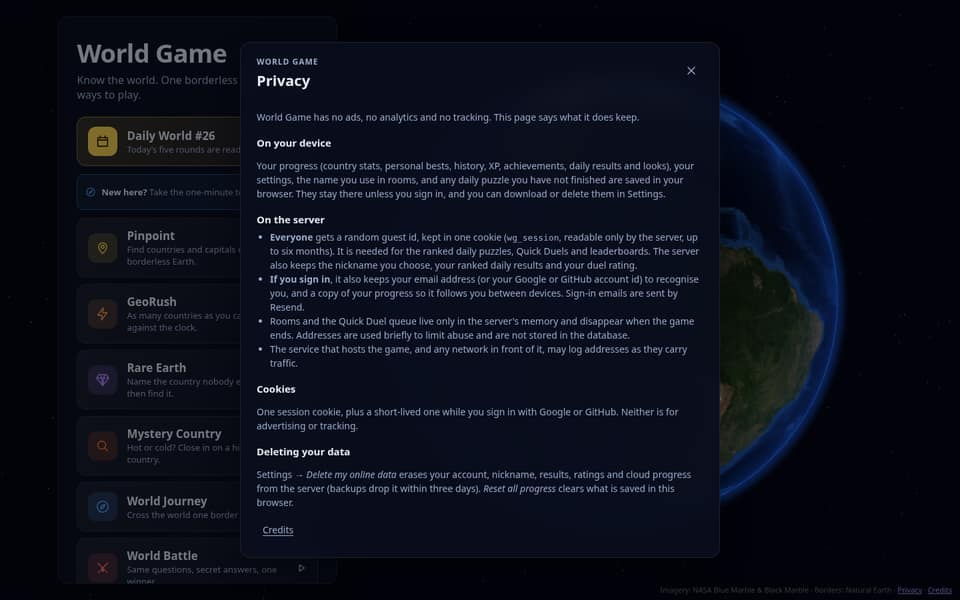 World Game
Know the world. One borderless
ways to play.
Daily World #26
Today's five rounds are read
New here? Take the one-minute t
Pinpoint
Find countries and capitals
borderless Earth.
GeoRush
As many countries as you ca
against the clock.
Rare Earth
Name the country nobody e
then find it.
Mystery Country
Hot or cold? Close in on a hi
country.
World Journey
Cross the world one border
World Battle
Same questions, secret answers, one
winner.
WORLD GAME
Privacy
World Game has no ads, no analytics and no tracking. This page says what it does keep.
On your device
Your progress (country stats, personal bests, history, XP, achievements, daily results and looks), your
settings, the name you use in rooms, and any daily puzzle you have not finished are saved in your
browser. They stay there unless you sign in, and you can download or delete them in Settings.
On the server
• Everyone gets a random guest id, kept in one cookie (wg_session, readable only by the server, up
to six months). It is needed for the ranked daily puzzles, Quick Duels and leaderboards. The server
also keeps the nickname you choose, your ranked daily results and your duel rating.
• If you sign in, it also keeps your email address (or your Google or GitHub account id) to recognise
you, and a copy of your progress so it follows you between devices. Sign-in emails are sent by
Resend.
• Rooms and the Quick Duel queue live only in the server's memory and disappear when the game
ends. Addresses are used briefly to limit abuse and are not stored in the database.
• The service that hosts the game, and any network in front of it, may log addresses as they carry
traffic.
Cookies
One session cookie, plus a short-lived one while you sign in with Google or GitHub. Neither is for
advertising or tracking.
Deleting your data
Settings → Delete my online data erases your account, nickname, results, ratings and cloud progress
from the server (backups drop it within three days). Reset all progress clears what is saved in this
browser.
Credits
Imagery: NASA Blue Marble & Black Marble · Borders: Natural Earth · Privacy · Credits